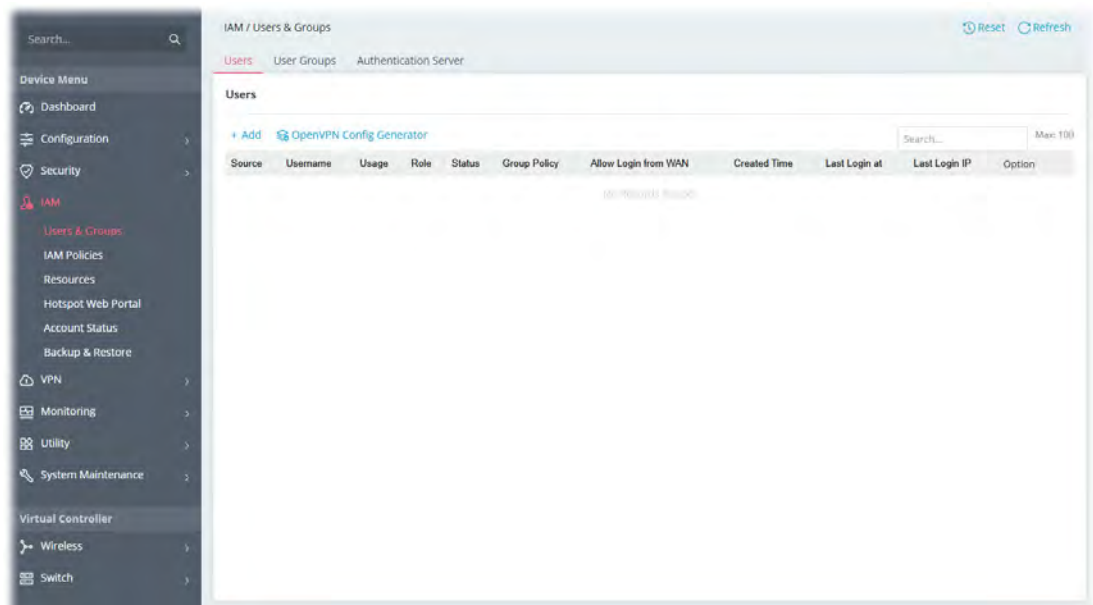 Search...
Device Menu
Dashboard
Configuration
Security
IAM
Users & Groups
IAM Policies
Resources
Hotspot Web Portal
Account Status
Backup & Restore
VPN
Monitoring
Utility
System Maintenance
Virtual Controller
Wireless
Switch
IAM / Users & Groups
Reset Refresh
Users User Groups Authentication Server
Users
+ Add OpenVPN Config Generator Search... Max: 100
Source Username Usage Role Status Group Policy Allow Login from WAN Created Time Last Login at Last Login IP Option